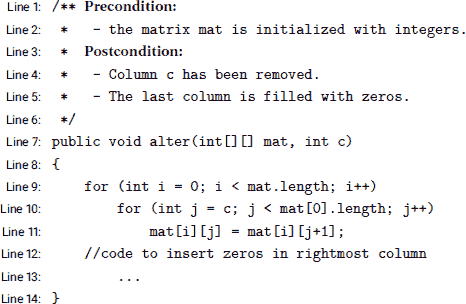 Line 1: /** Precondition:
Line 2: * - the matrix mat is initialized with integers.
Line 3: * Postcondition:
Line 4: * - Column c has been removed.
Line 5: * - The last column is filled with zeros.
Line 6: */
Line 7: public void alter(int[][] mat, int c)
Line 8: {
Line 9: for (int i = 0; i < mat.length; i++)
Line 10: for (int j = c; j < mat[0].length; j++)
Line 11: mat[i][j] = mat[i][j+1];
Line 12: //code to insert zeros in rightmost column
Line 13: ...
Line 14: }